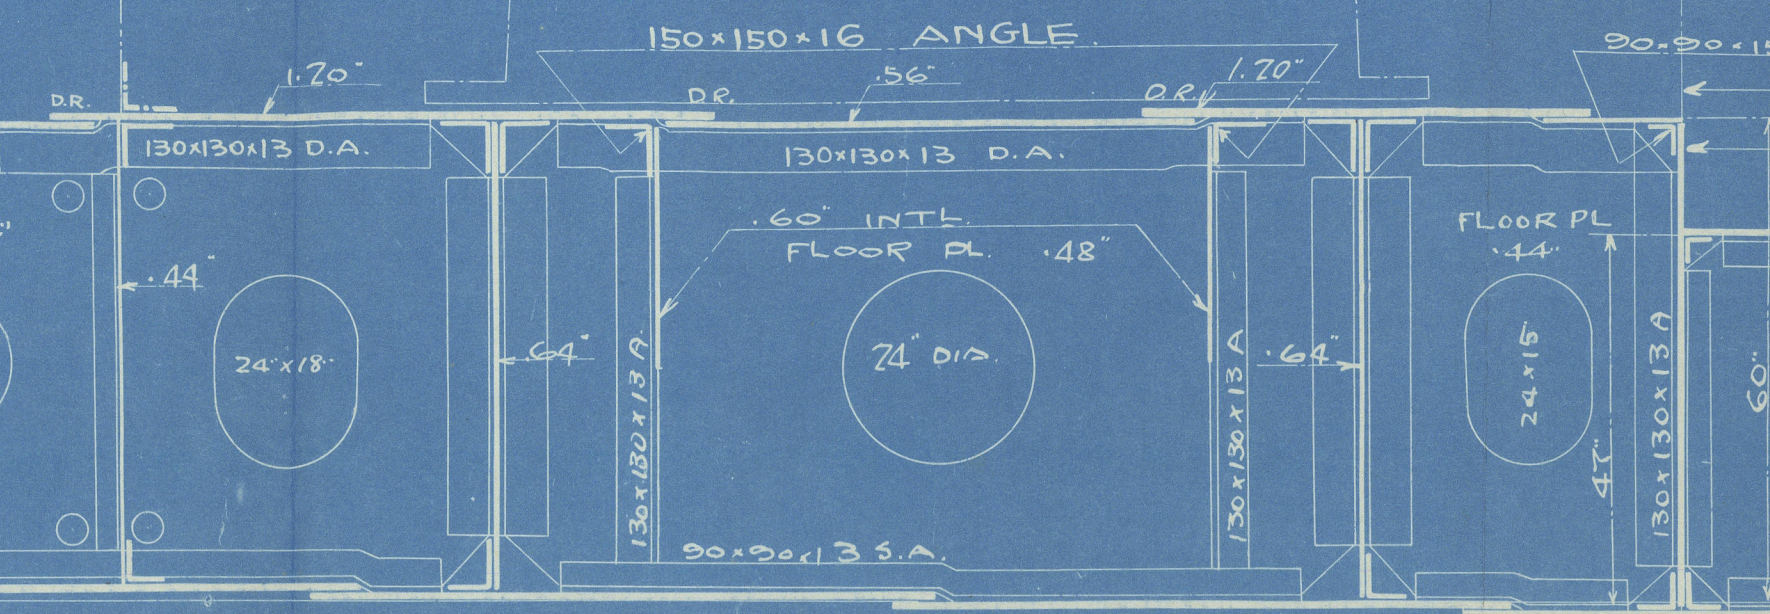 150×150×16 ANGLE.
90×90×15
1.20"
.56"
1.20"
D.R.
D.R.
D.R.
130×130×13 D.A.
130×130×13 D.A.
.60" INTL.
FLOOR PL. .48"
FLOOR PL
.44"
.44"
24"×18"
.64"
130×130×13 A
24" DIA.
130×130×13 A
.64"
24×15"
47"
130×130×13 A
60"
90×90×13 S.A.